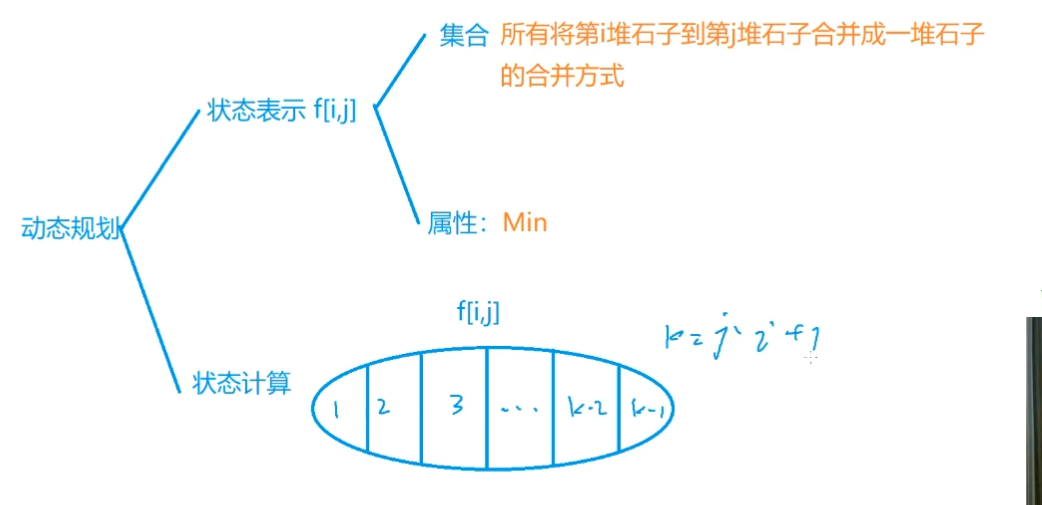 集合 所有将第i堆石子到第j堆石子合并成一堆石子
的合并方式
状态表示 f[i,j]
属性：Min
动态规划
f[i,j]
k = j - i + 1
状态计算
1 2 3 ... k-2 k-1